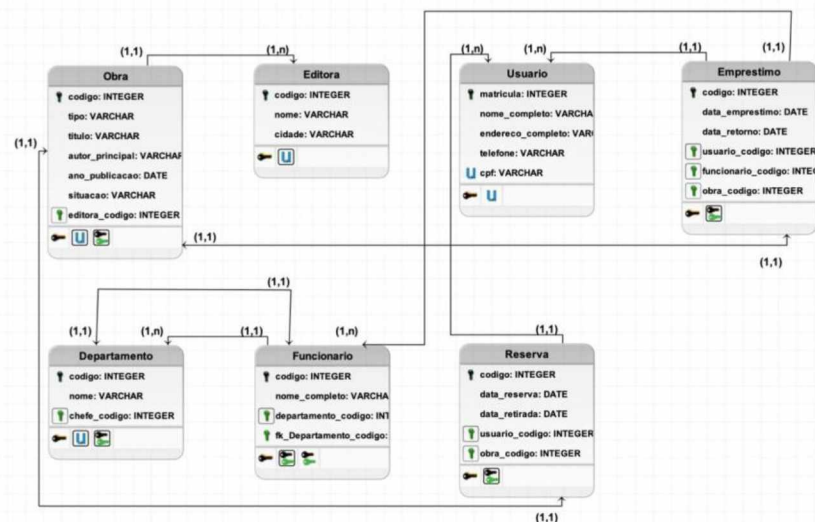 (1,1)
(1,n)
(1,n)
(1,n)
(1,1)
(1,1)
Obra
codigo: INTEGER
tipo: VARCHAR
titulo: VARCHAR
autor_principal: VARCHAR
ano_publicacao: DATE
situacao: VARCHAR
editora_codigo: INTEGER
U
Editora
codigo: INTEGER
nome: VARCHAR
cidade: VARCHAR
U
Usuario
matricula: INTEGER
nome_completo: VARCHA
endereco_completo: VAR
telefone: VARCHAR
U cpf: VARCHAR
U
Emprestimo
codigo: INTEGER
data_emprestimo: DATE
data_retorno: DATE
usuario_codigo: INTEGER
funcionario_codigo: INTE
obra_codigo: INTEGER
(1,1)
(1,1)
(1,1)
(1,1)
(1,1)
(1,n)
(1,1)
(1,n)
(1,1)
Departamento
codigo: INTEGER
nome: VARCHAR
chefe_codigo: INTEGER
U
Funcionario
codigo: INTEGER
nome_completo: VARCHA
departamento_codigo: INT
fk_Departamento_codigo:
Reserva
codigo: INTEGER
data_reserva: DATE
data_retirada: DATE
usuario_codigo: INTEGER
obra_codigo: INTEGER
(1,1)